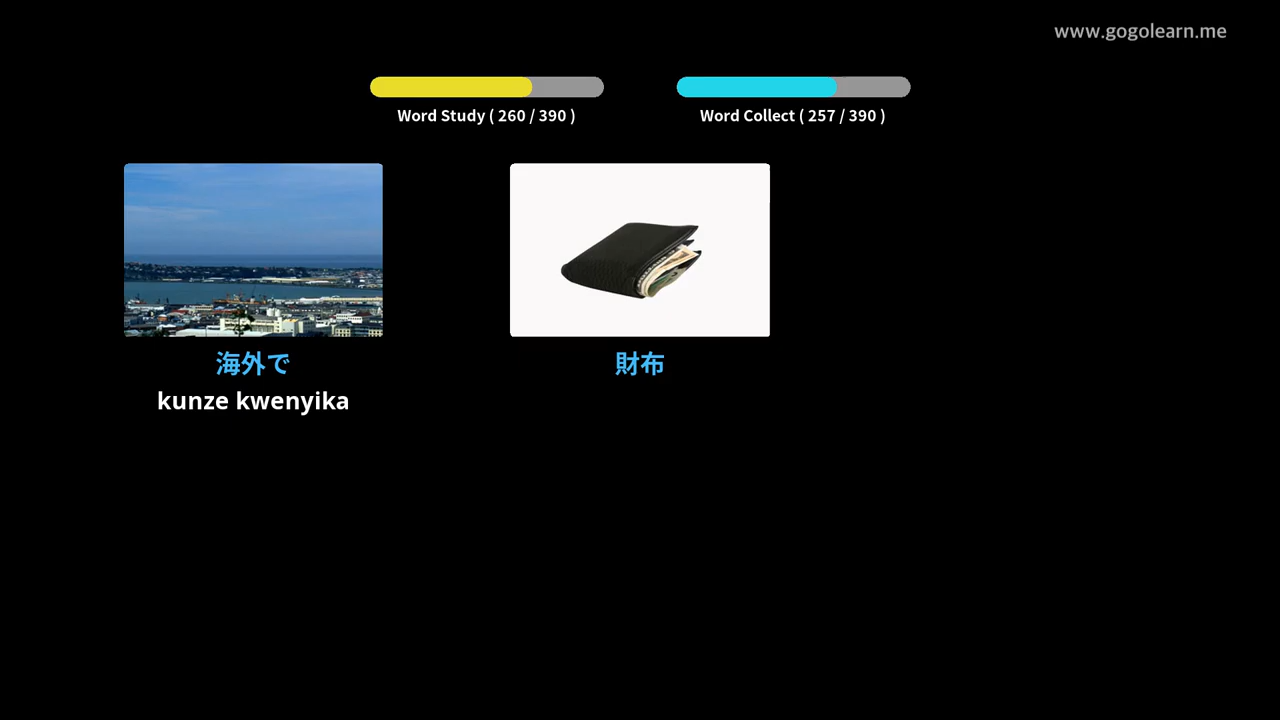 www.gogolearn.me
Word Study ( 260 / 390 )
Word Collect ( 257 / 390 )
海外で
kunze kwenyika
財布